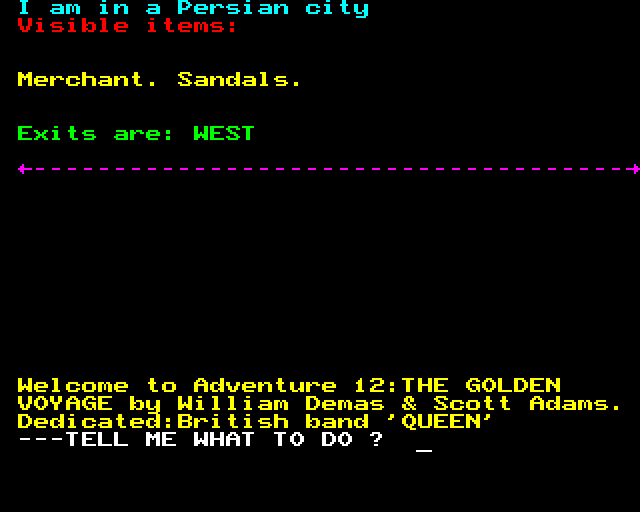 I am in a Persian city
Visible items:
Merchant. Sandals.
Exits are: WEST
Welcome to Adventure 12:THE GOLDEN
VOYAGE by William Demas & Scott Adams.
Dedicated:British band 'QUEEN'
---TELL ME WHAT TO DO ? _